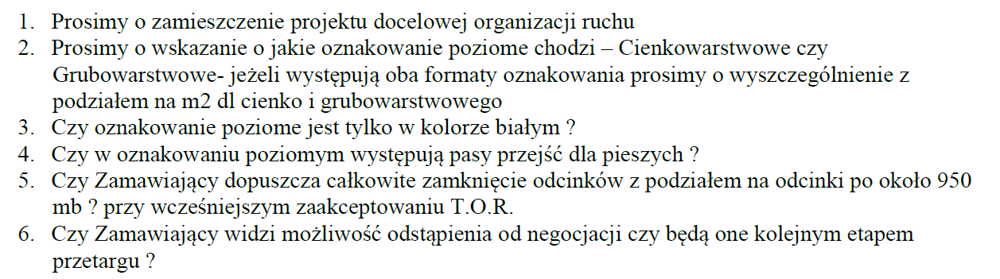 1. Prosimy o zamieszczenie projektu docelowej organizacji ruchu
2. Prosimy o wskazanie o jakie oznakowanie poziome chodzi – Cienkowarstwowe czy
Grubowarstwowe- jeżeli występują oba formaty oznakowania prosimy o wyszczególnienie z
podziałem na m2 dl cienko i grubowarstwowego
3. Czy oznakowanie poziome jest tylko w kolorze białym ?
4. Czy w oznakowaniu poziomym występują pasy przejść dla pieszych ?
5. Czy Zamawiający dopuszcza całkowite zamknięcie odcinków z podziałem na odcinki po około 950
mb ? przy wcześniejszym zaakceptowaniu T.O.R.
6. Czy Zamawiający widzi możliwość odstąpienia od negocjacji czy będą one kolejnym etapem
przetargu ?